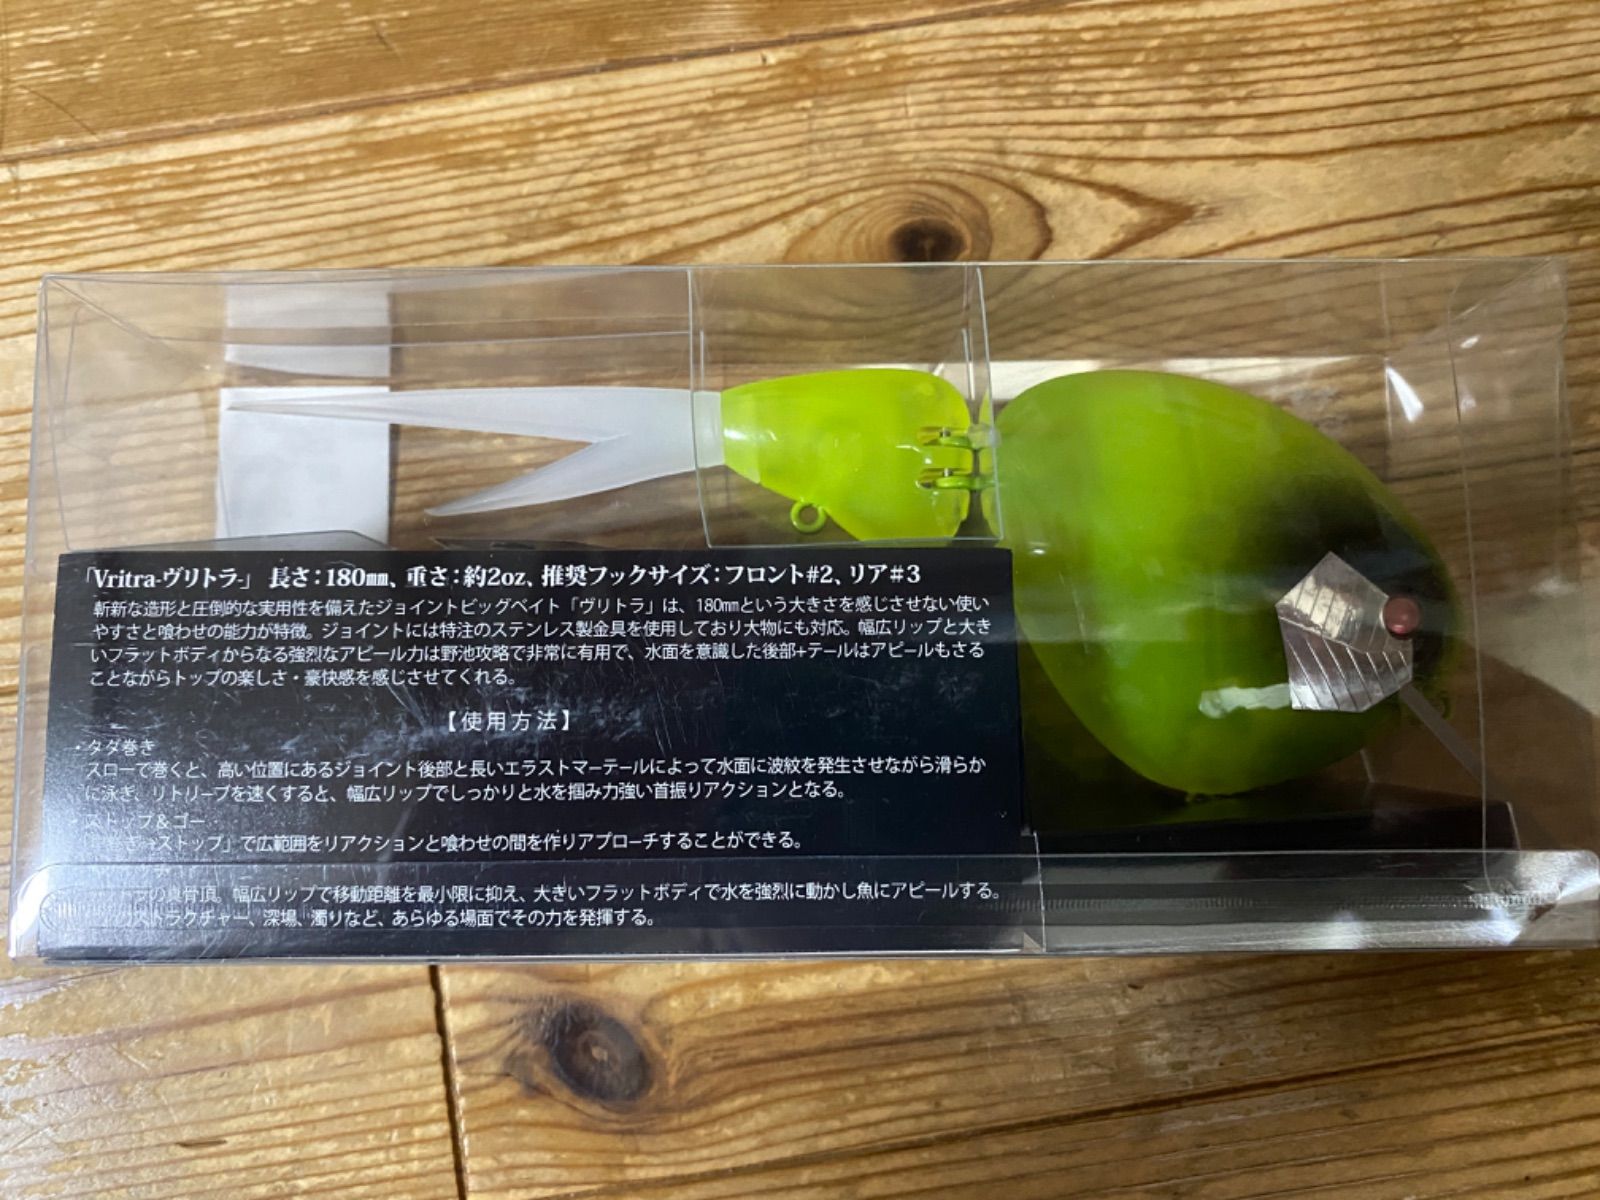 「Vritra-ヴリトラ-」 長さ：180㎜、重さ：約2oz、推奨フックサイズ：フロント#2、リア#3
斬新な造形と圧倒的な実用性を備えたジョイントビッグベイト「ヴリトラ」は、180㎜という大きさを感じさせない使い
やすさと喰わせの能力が特徴。ジョイントには特注のステンレス製金具を使用しており大物にも対応。幅広リップと大き
いフラットボディからなる強烈なアピール力は野池攻略で非常に有用で、水面を意識した後部+テールはアピールもさる
ことながらトップの楽しさ・豪快感を感じさせてくれる。
【使用方法】
・タダ巻き
スローで巻くと、高い位置にあるジョイント後部と長いエラストマーテールによって水面に波紋を発生させながら滑らか
に泳ぎ、リトリーブを速くすると、幅広リップでしっかりと水を掴み力強い首振りアクションとなる。
・ストップ＆ゴー
ストップ」で広範囲をリアクションと喰わせの間を作りアプローチすることができる。
の真骨頂。幅広リップで移動距離を最小限に抑え、大きいフラットボディで水を強烈に動かし魚にアピールする。
ストラクチャー、深場、濁りなど、あらゆる場面でその力を発揮する。